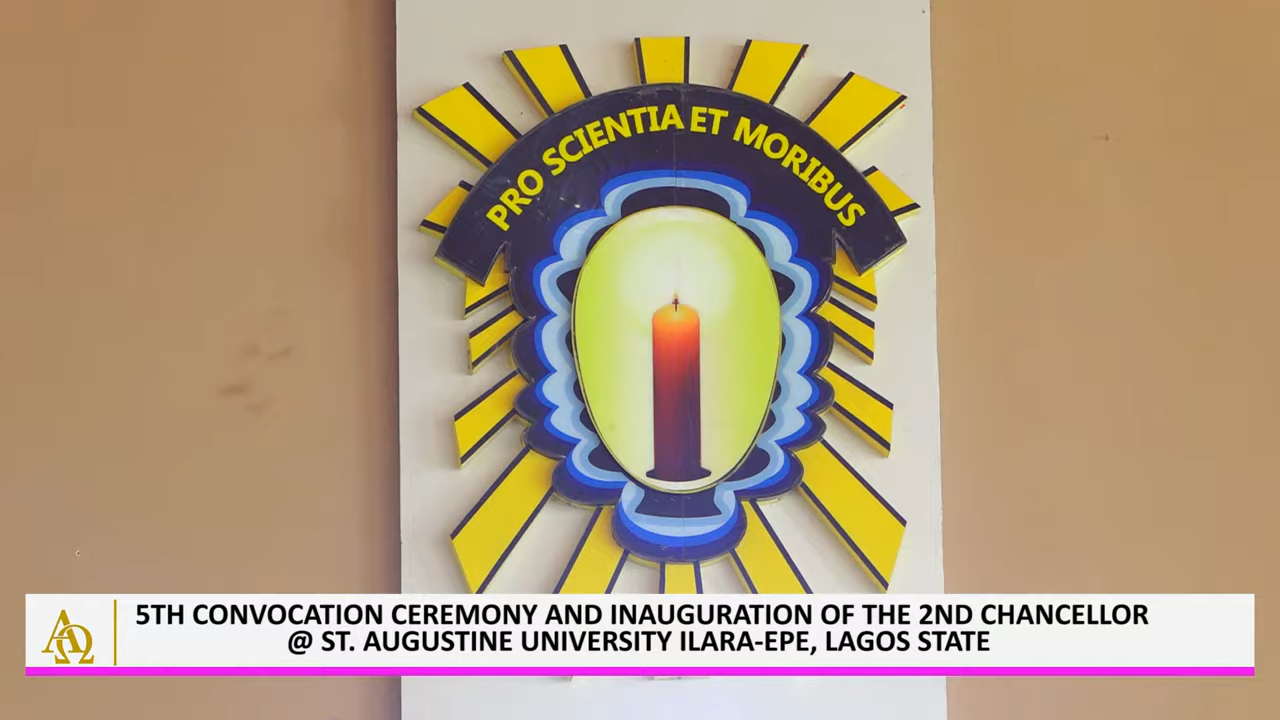 PRO SCIENTIA ET MORIBUS
ΑΩ
5TH CONVOCATION CEREMONY AND INAUGURATION OF THE 2ND CHANCELLOR
@ ST. AUGUSTINE UNIVERSITY ILARA-EPE, LAGOS STATE